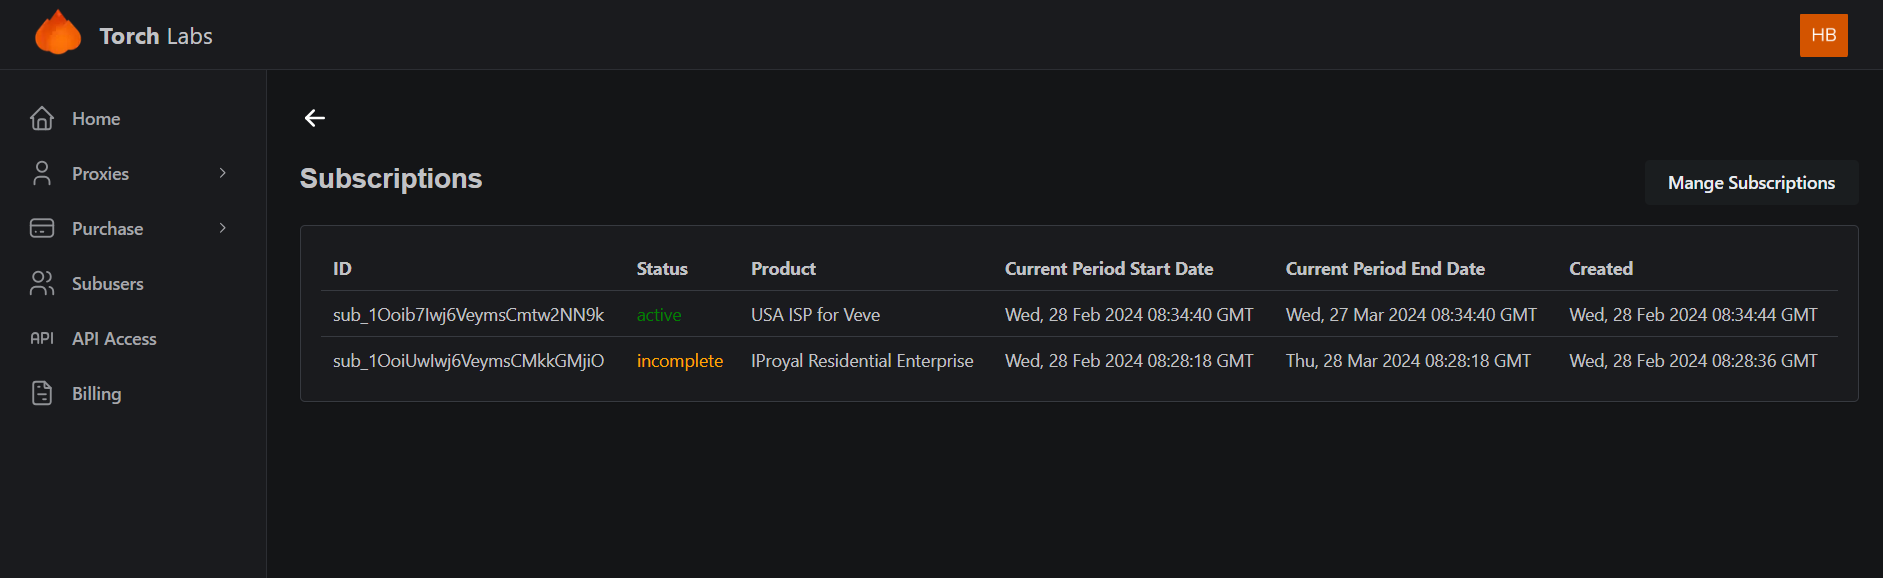 Torch Labs
HB
Home
Proxies
Purchase
Subusers
API API Access
Billing
Subscriptions
Mange Subscriptions
ID Status Product Current Period Start Date Current Period End Date Created
sub_1Ooib7Iwj6VeymsCmtw2NN9k active USA ISP for Veve Wed, 28 Feb 2024 08:34:40 GMT Wed, 27 Mar 2024 08:34:40 GMT Wed, 28 Feb 2024 08:34:44 GMT
sub_1OoiUwIwj6VeymsCMkkGMjiO incomplete IProyal Residential Enterprise Wed, 28 Feb 2024 08:28:18 GMT Thu, 28 Mar 2024 08:28:18 GMT Wed, 28 Feb 2024 08:28:36 GMT